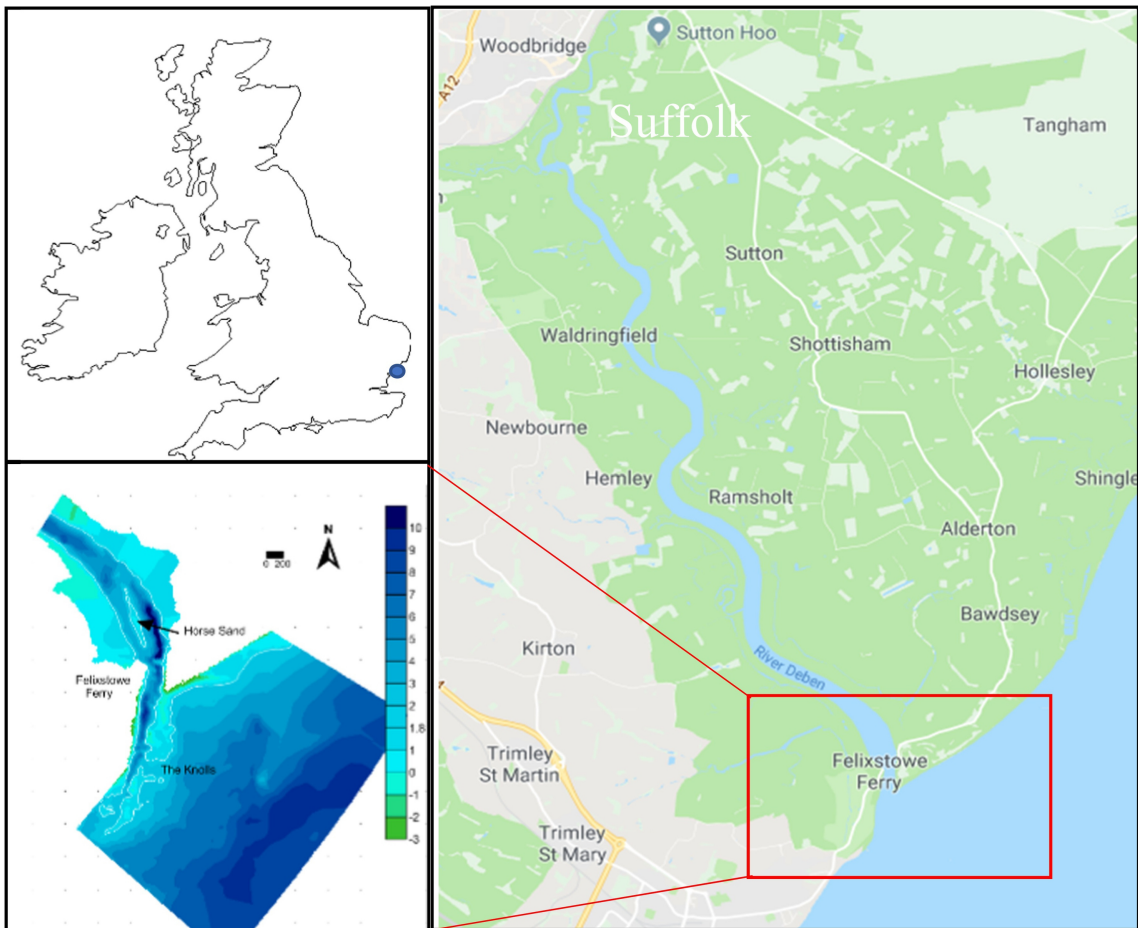 Woodbridge
Sutton Hoo
A12
Suffolk
Tangham
Sutton
Waldringfield
Shottisham
Hollesley
Newbourne
Hemley
Ramsholt
Shingle
Alderton
Bawdsey
Kirton
River Deben
Trimley
St Martin
Felixstowe
Ferry
Trimley
St Mary
N
0 200
Horse Sand
Felixstowe
Ferry
The Knolls
10
9
8
7
6
5
4
3
2
1.8
1
0
-1
-2
-3